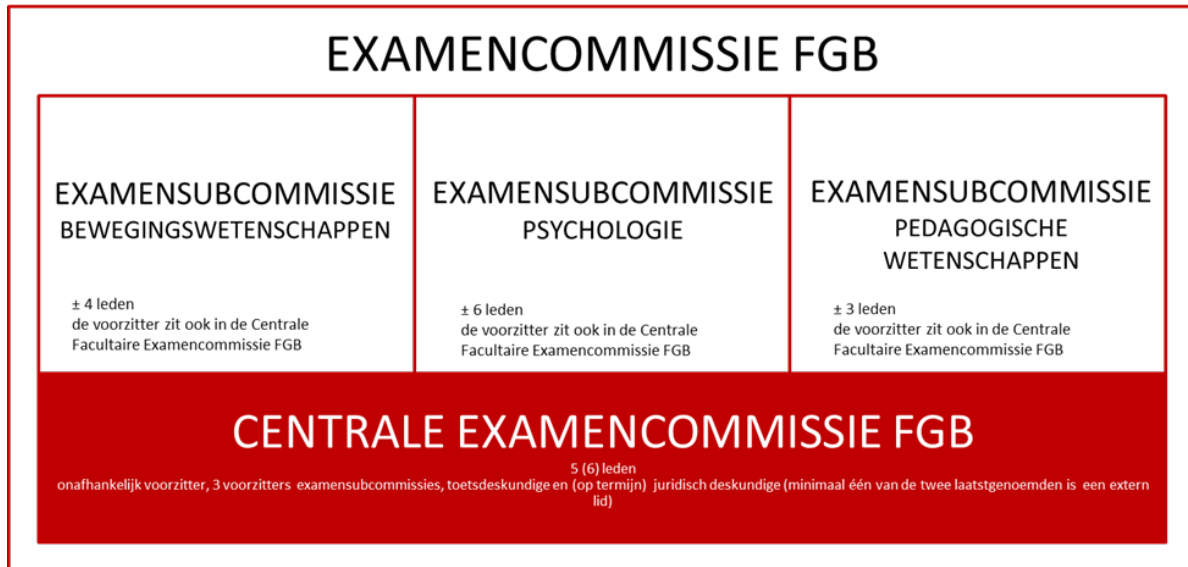 EXAMENCOMMISSIE FGB
EXAMENSUBCOMMISSIE
BEWEGINGSWETENSCHAPPEN
± 4 leden
de voorzitter zit ook in de Centrale
Facultaire Examencommissie FGB
EXAMENSUBCOMMISSIE
PSYCHOLOGIE
± 6 leden
de voorzitter zit ook in de Centrale
Facultaire Examencommissie FGB
EXAMENSUBCOMMISSIE
PEDAGOGISCHE
WETENSCHAPPEN
± 3 leden
de voorzitter zit ook in de Centrale
Facultaire Examencommissie FGB
CENTRALE EXAMENCOMMISSIE FGB
5 (6) leden
onafhankelijk voorzitter, 3 voorzitters examensubcommissies, toetsdeskundige en (op termijn) juridisch deskundige (minimaal één van de twee laatstgenoemden is een extern
lid)